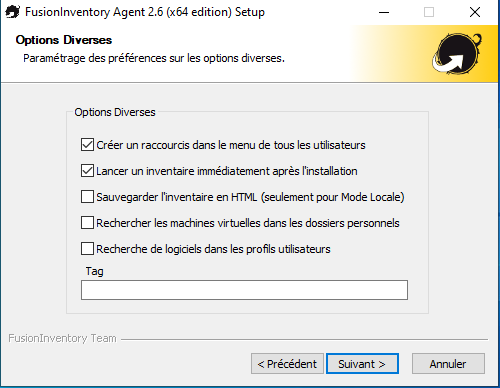 FusionInventory Agent 2.6 (x64 edition) Setup
Options Diverses
Paramétrage des préférences sur les options diverses.
Options Diverses
Créer un raccourcis dans le menu de tous les utilisateurs
Lancer un inventaire immédiatement après l'installation
Sauvegarder l'inventaire en HTML (seulement pour Mode Locale)
Rechercher les machines virtuelles dans les dossiers personnels
Recherche de logiciels dans les profils utilisateurs
Tag
FusionInventory Team
< Précédent
Suivant >
Annuler